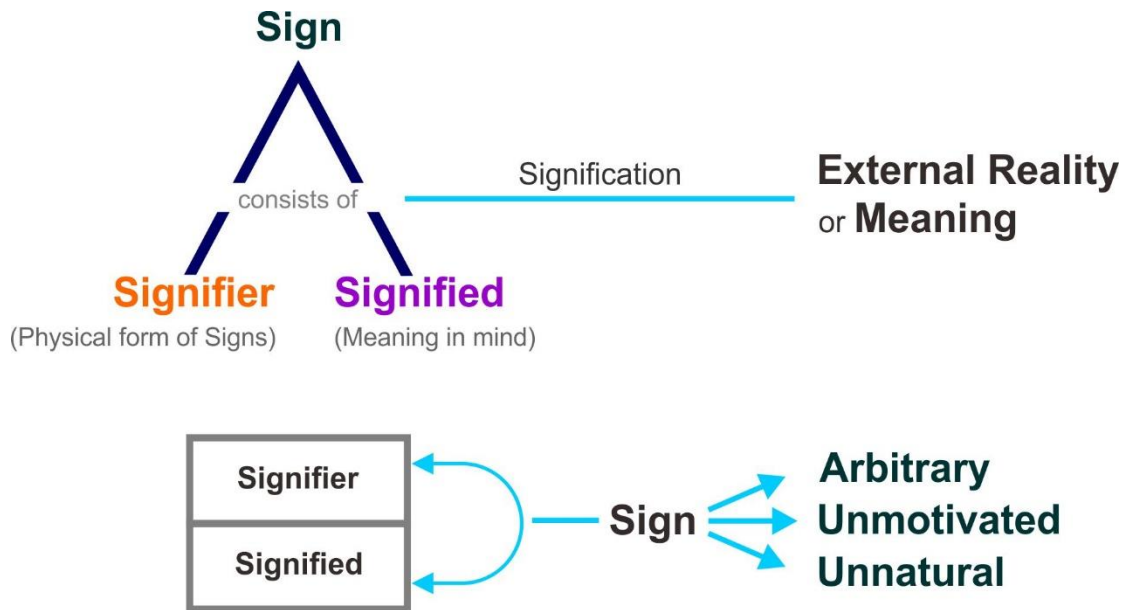 Sign
consists of
Signification
External Reality
or Meaning
Signifier
(Physical form of Signs)
Signified
(Meaning in mind)
Signifier
Signified
Sign
Arbitrary
Unmotivated
Unnatural